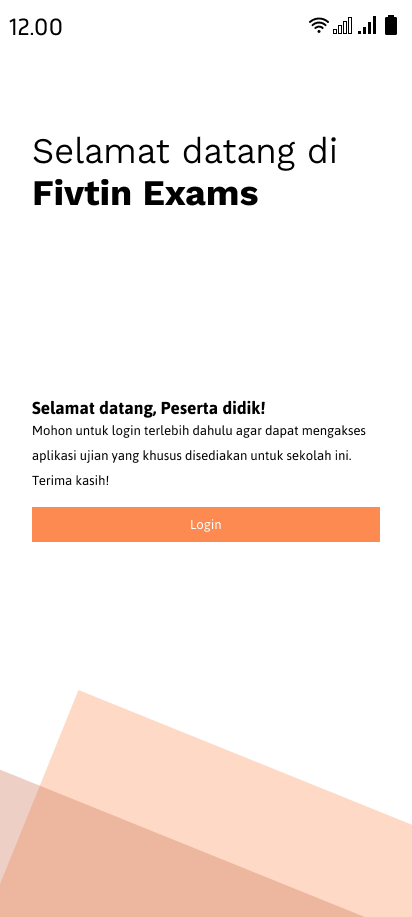 12.00
Selamat datang di
Fivtin Exams
Selamat datang, Peserta didik!
Mohon untuk login terlebih dahulu agar dapat mengakses
aplikasi ujian yang khusus disediakan untuk sekolah ini.
Terima kasih!
Login